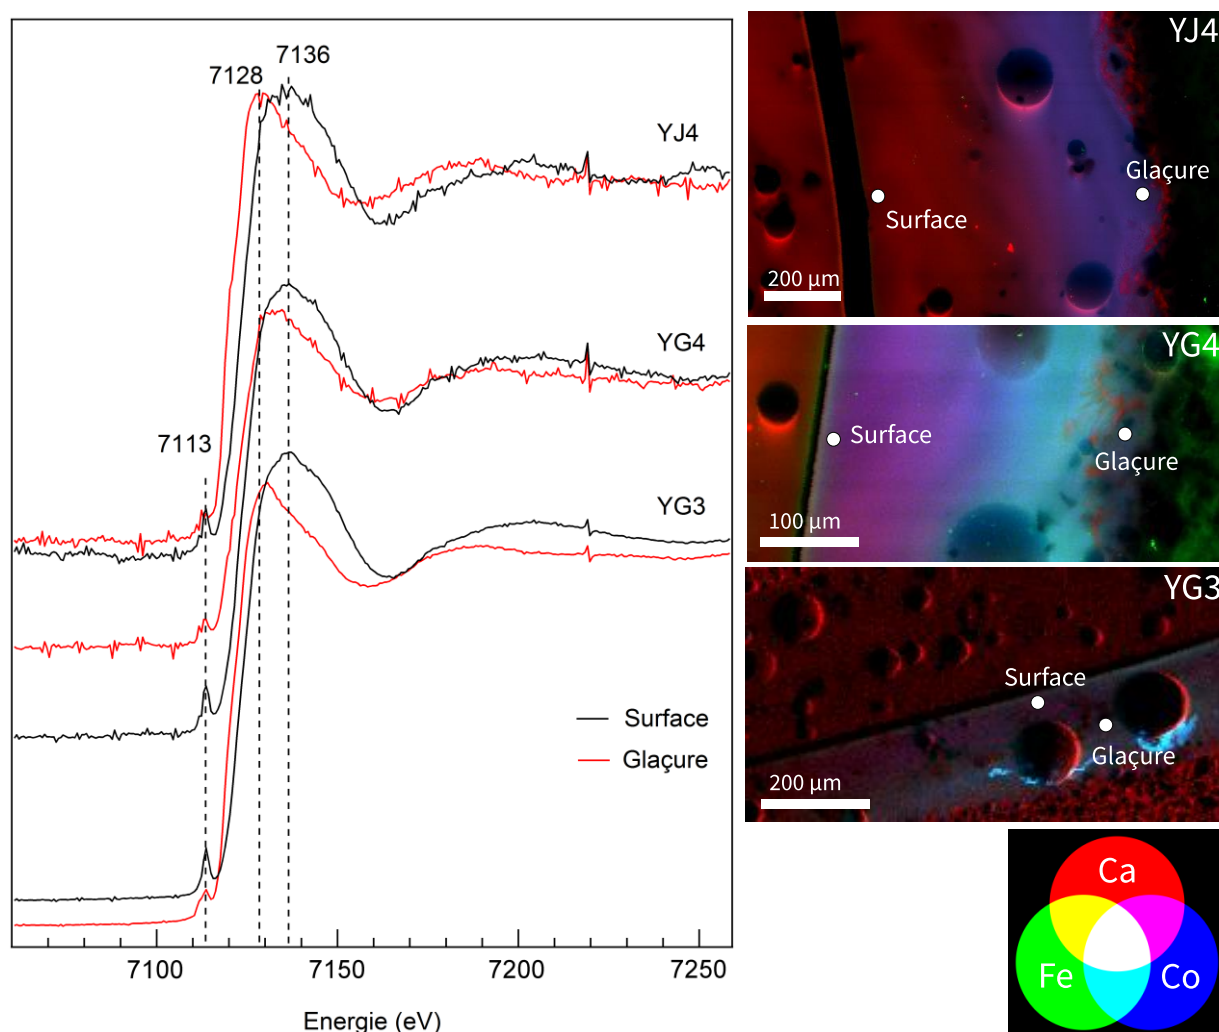 7128
7136
7113
YJ4
YG4
YG3
Surface
Glaçure
7100
7150
7200
7250
Energie (eV)
YJ4
Glaçure
Surface
200 µm
YG4
Surface
Glaçure
100 µm
YG3
Surface
Glaçure
200 µm
Ca
Fe
Co